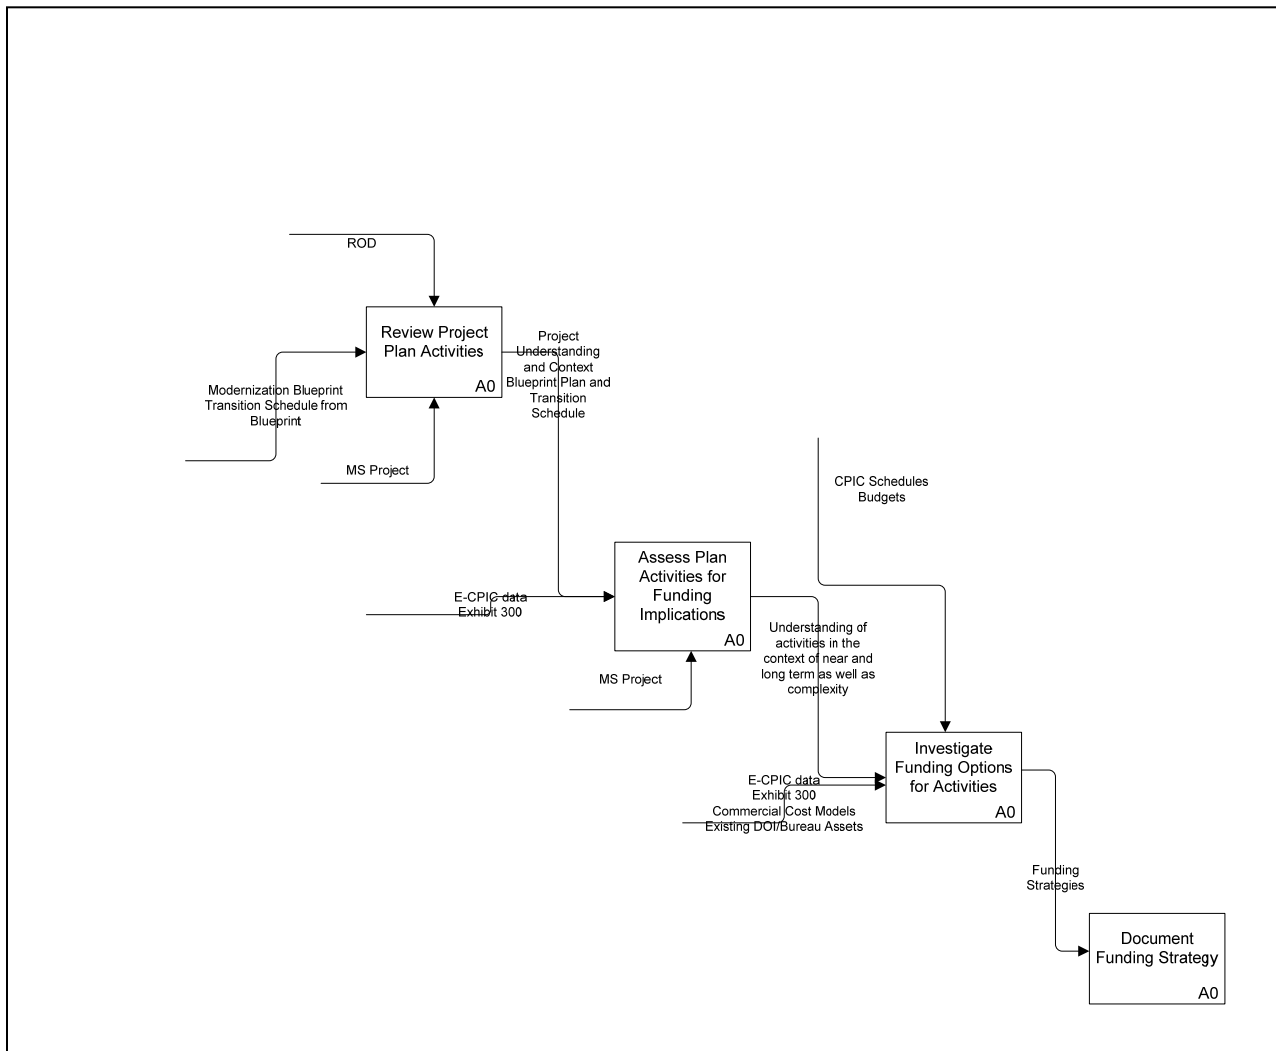 ROD
Review Project
Plan Activities
A0
Project
Understanding
and Context
Blueprint Plan and
Transition
Schedule
Modernization Blueprint
Transition Schedule from
Blueprint
MS Project
CPIC Schedules
Budgets
Assess Plan
Activities for
Funding
Implications
A0
E-CPIC data
Exhibit 300
MS Project
Understanding of
activities in the
context of near and
long term as well as
complexity
Investigate
Funding Options
for Activities
A0
E-CPIC data
Exhibit 300
Commercial Cost Models
Existing DOI/Bureau Assets
Funding
Strategies
Document
Funding Strategy
A0